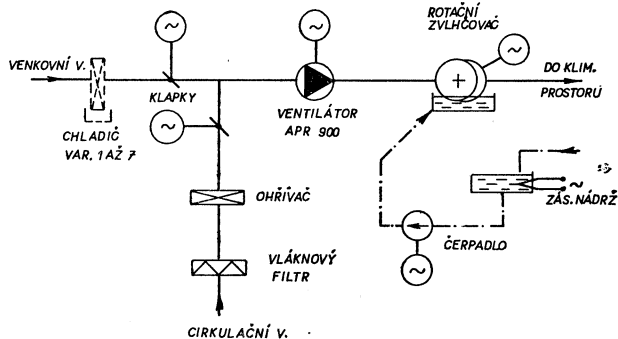 ROTAČNÍ
ZVLHČOVAČ
VENKOVNÍ V.
KLAPKY
DO KLIM.
PROSTORŮ
CHLADIČ
VAR. 1 AŽ 7
VENTILÁTOR
APR 900
OHŘÍVAČ
ZÁS. NÁDRŽ
ČERPADLO
VLÁKNOVÝ
FILTR
CIRKULAČNÍ V.